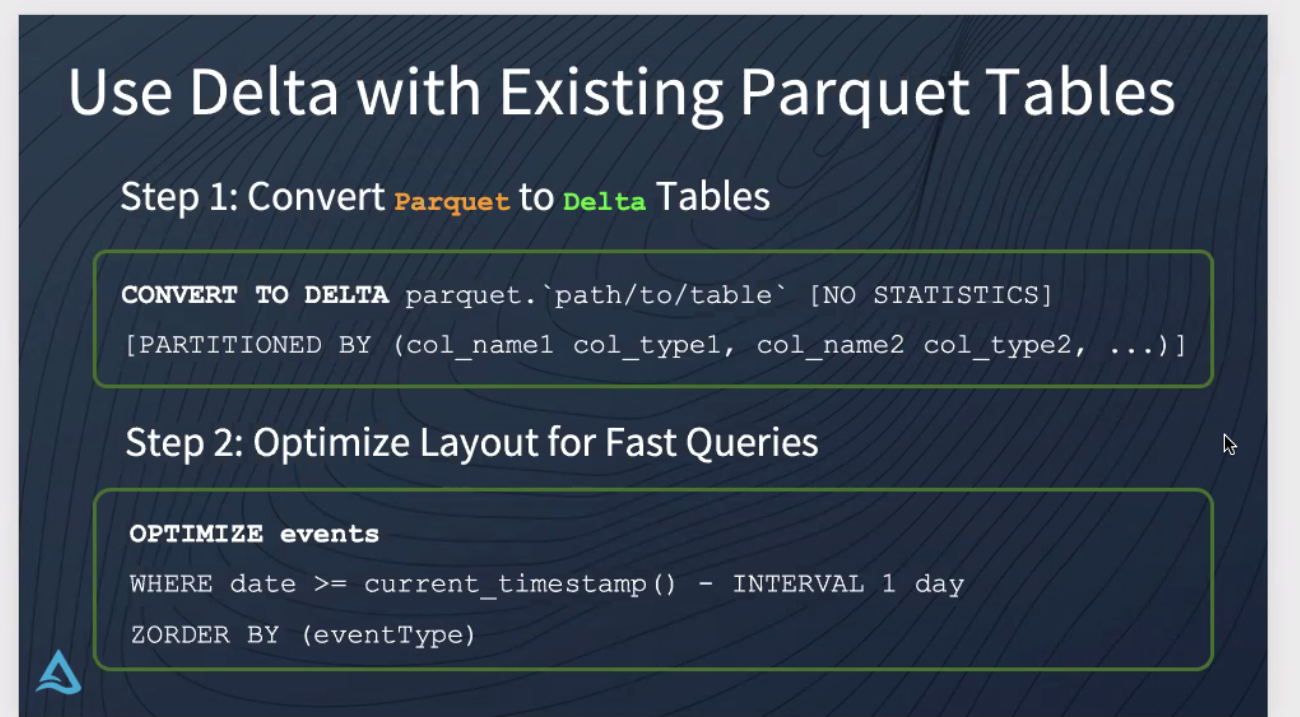 Use Delta with Existing Parquet Tables
Step 1: Convert Parquet to Delta Tables
CONVERT TO DELTA parquet.`path/to/table` [NO STATISTICS]
[PARTITIONED BY (col_name1 col_type1, col_name2 col_type2, ...)]
Step 2: Optimize Layout for Fast Queries
OPTIMIZE events
WHERE date >= current_timestamp() - INTERVAL 1 day
ZORDER BY (eventType)